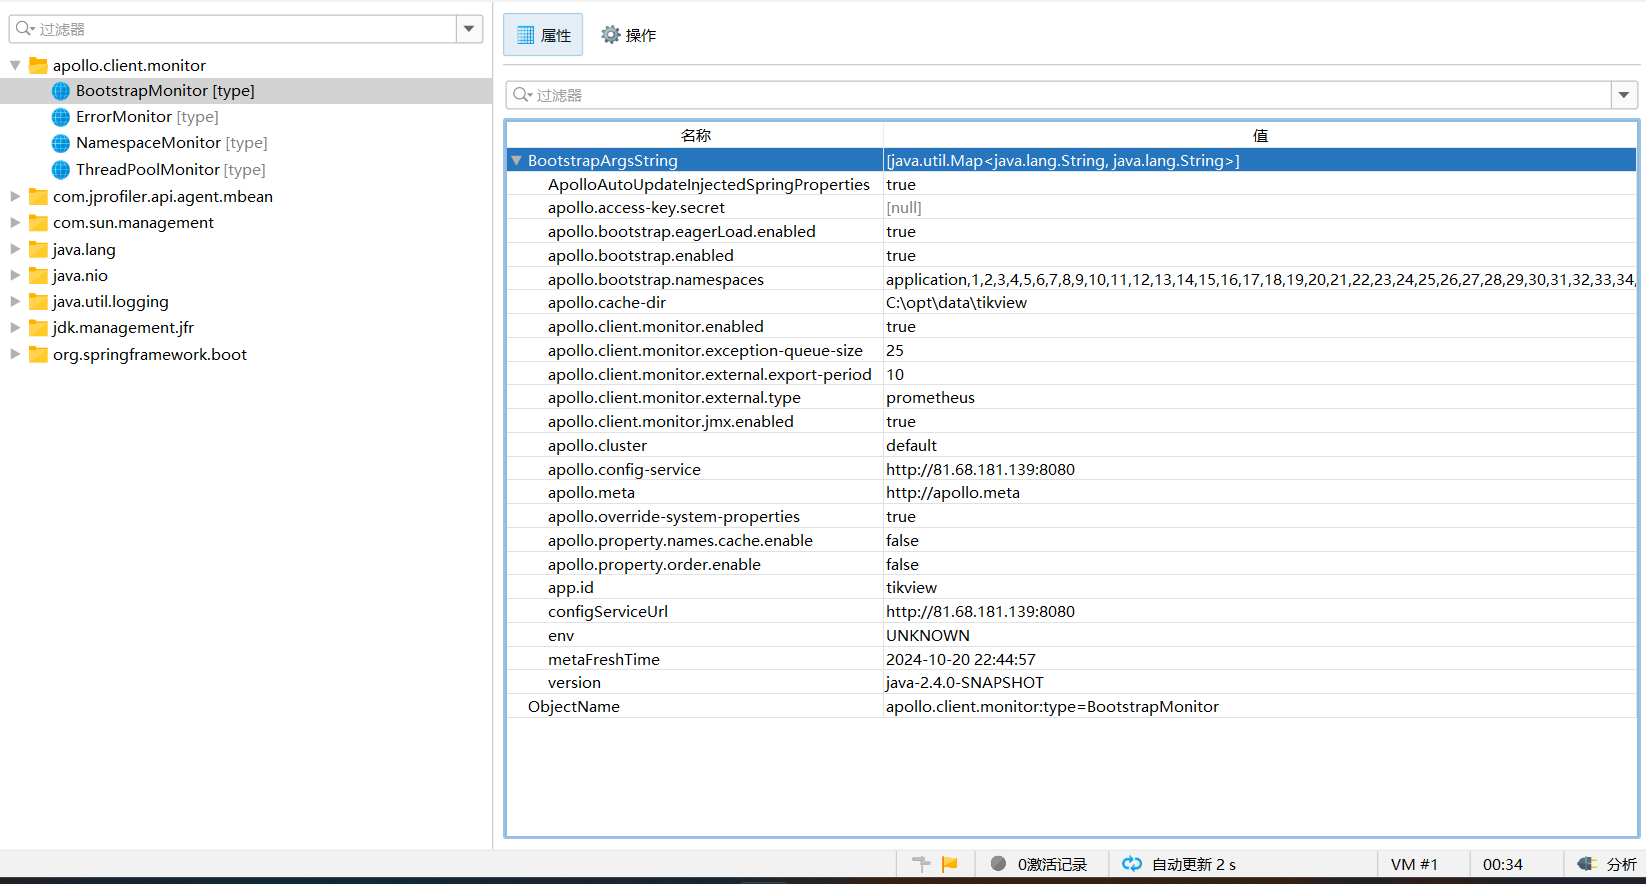 过滤器
apollo.client.monitor
BootstrapMonitor [type]
ErrorMonitor [type]
NamespaceMonitor [type]
ThreadPoolMonitor [type]
com.jprofiler.api.agent.mbean
com.sun.management
java.lang
java.nio
java.util.logging
jdk.management.jfr
org.springframework.boot
属性 操作
过滤器
名称 值
BootstrapArgsString [java.util.Map<java.lang.String, java.lang.String>]
ApolloAutoUpdateInjectedSpringProperties true
apollo.access-key.secret [null]
apollo.bootstrap.eagerLoad.enabled true
apollo.bootstrap.enabled true
apollo.bootstrap.namespaces application,1,2,3,4,5,6,7,8,9,10,11,12,13,14,15,16,17,18,19,20,21,22,23,24,25,26,27,28,29,30,31,32,33,34,
apollo.cache-dir C:\opt\data\tikview
apollo.client.monitor.enabled true
apollo.client.monitor.exception-queue-size 25
apollo.client.monitor.external.export-period 10
apollo.client.monitor.external.type prometheus
apollo.client.monitor.jmx.enabled true
apollo.cluster default
apollo.config-service http://81.68.181.139:8080
apollo.meta http://apollo.meta
apollo.override-system-properties true
apollo.property.names.cache.enable false
apollo.property.order.enable false
app.id tikview
configServiceUrl http://81.68.181.139:8080
env UNKNOWN
metaFreshTime 2024-10-20 22:44:57
version java-2.4.0-SNAPSHOT
ObjectName apollo.client.monitor:type=BootstrapMonitor
0激活记录 自动更新 2 s VM #1 00:34 分析